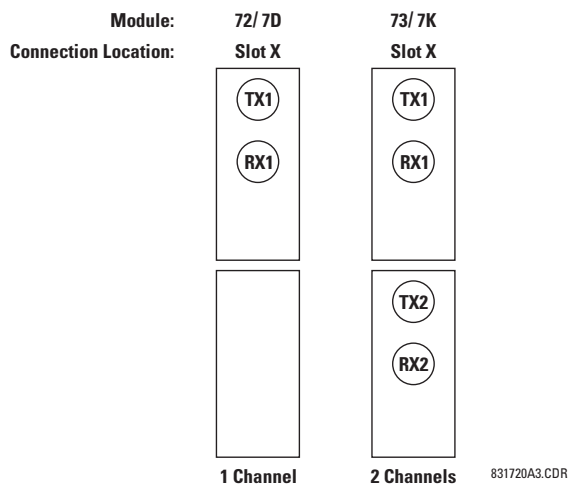 Module: 72/ 7D 73/ 7K
Connection Location: Slot X Slot X
TX1 TX1
RX1 RX1
TX2
RX2
1 Channel 2 Channels 831720A3.CDR